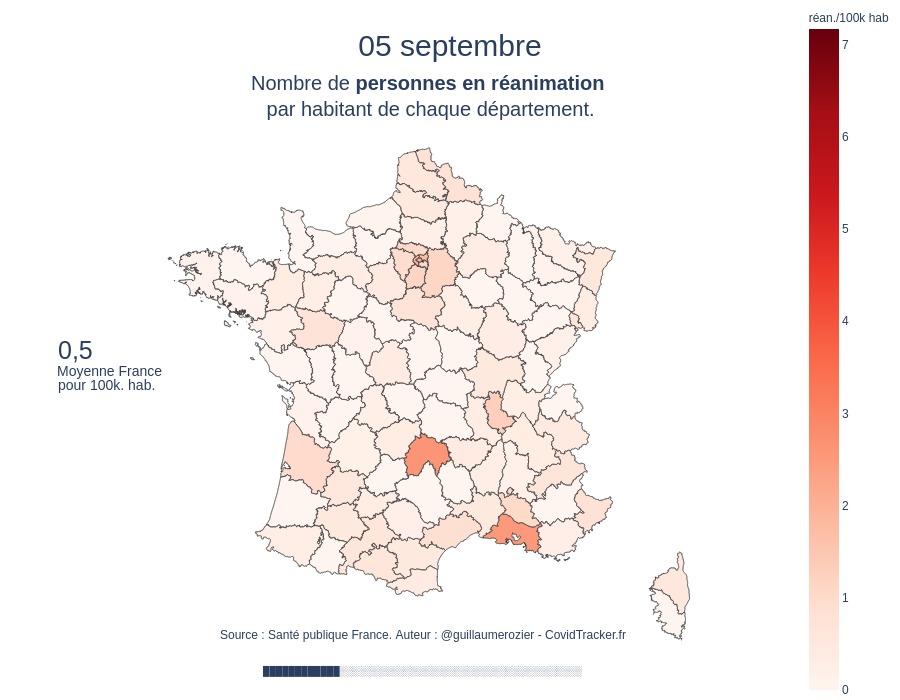 réan./100k hab
05 septembre
Nombre de personnes en réanimation
par habitant de chaque département.
7
6
5
4
3
2
1
0
0,5
Moyenne France
pour 100k. hab.
Source : Santé publique France. Auteur : @guillaumerozier - CovidTracker.fr